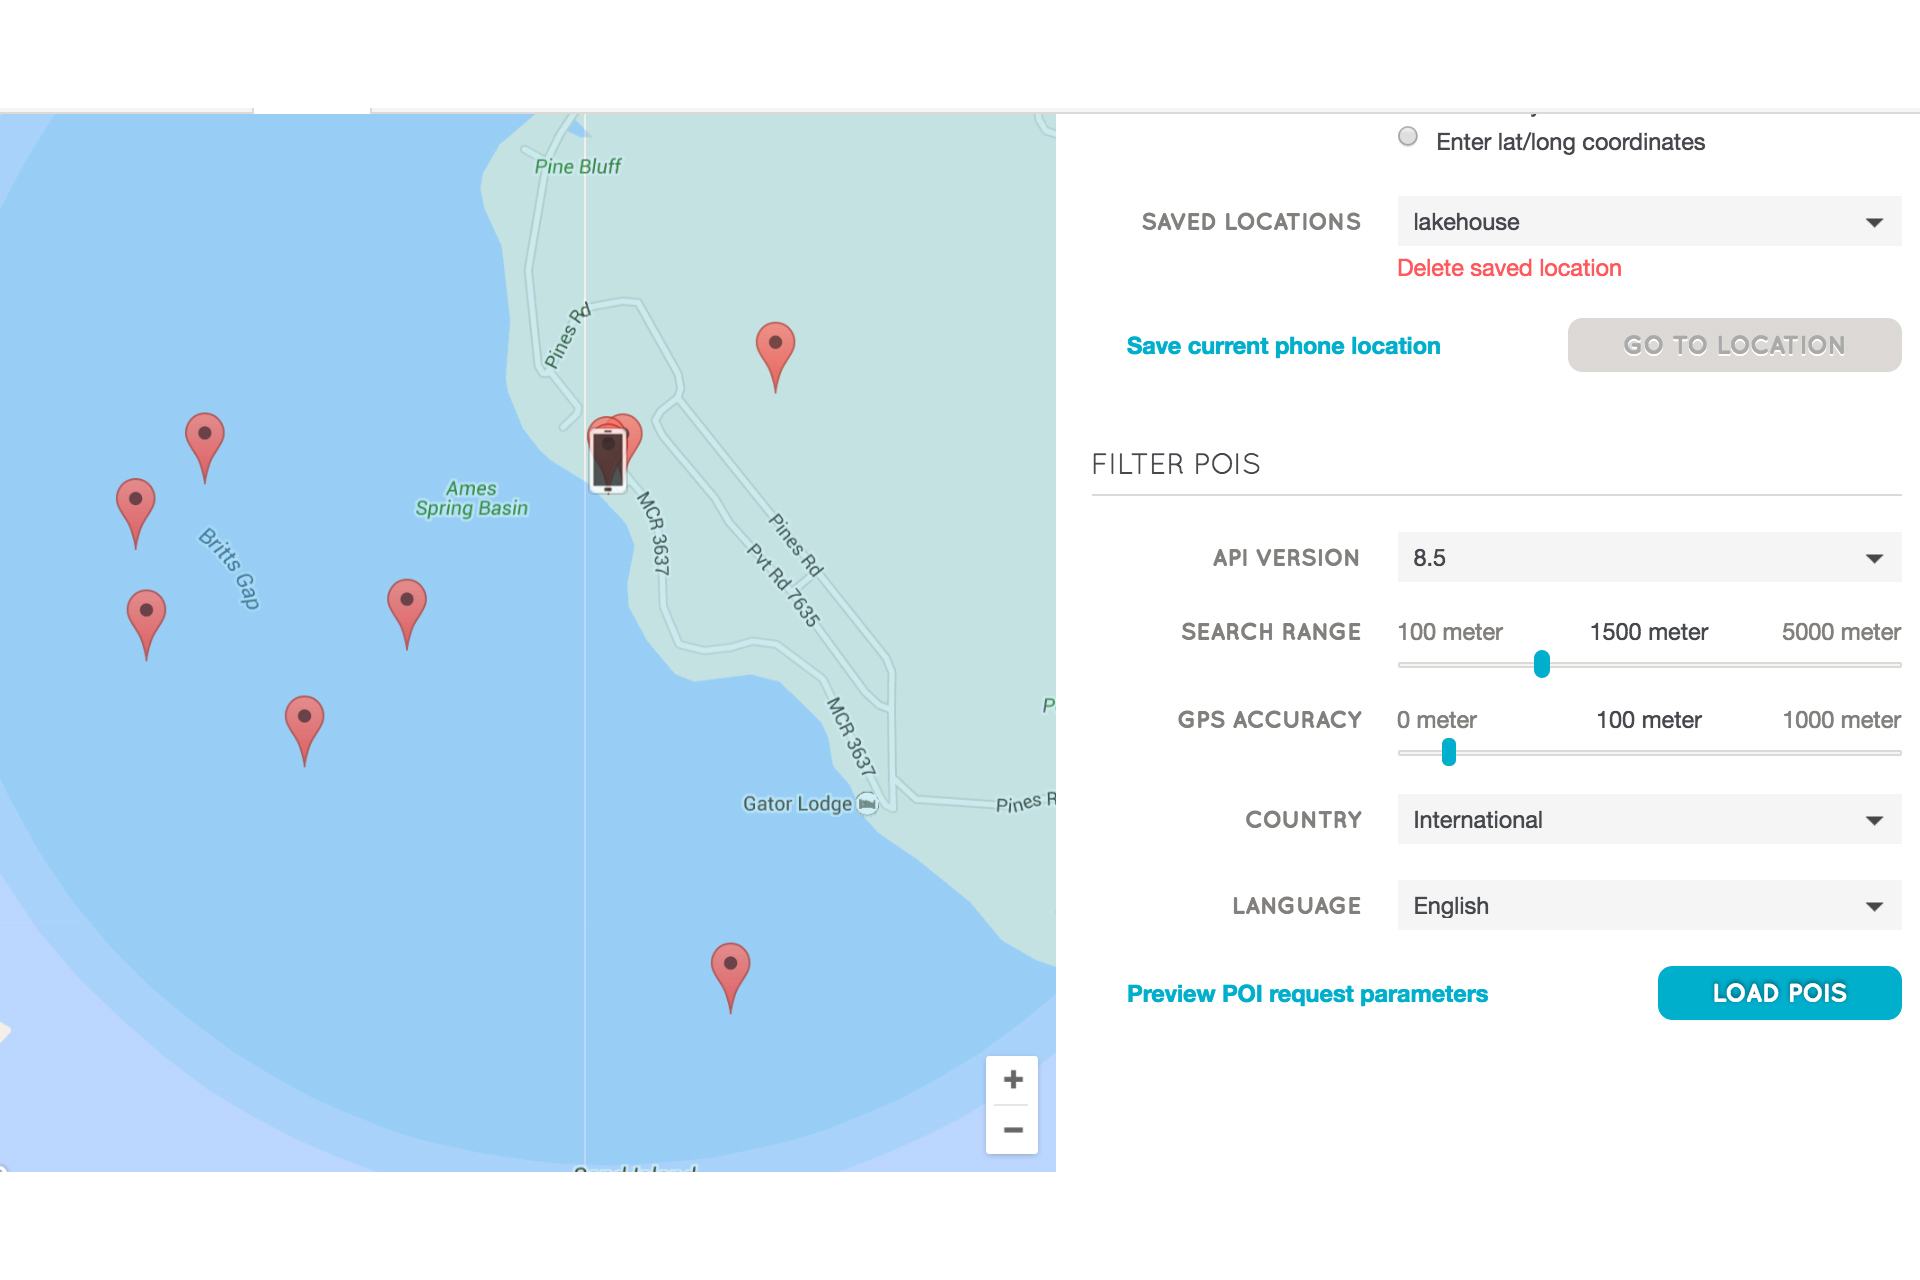 Pine Bluff
Pines Rd
Ames
Spring Basin
Britts Gap
MCR 3637
Pines Rd
Pvt Rd 7635
MCR 3637
Gator Lodge
Pines R
P
Enter lat/long coordinates
SAVED LOCATIONS
lakehouse
Delete saved location
Save current phone location
GO TO LOCATION
FILTER POIS
API VERSION
8.5
SEARCH RANGE
100 meter 1500 meter 5000 meter
GPS ACCURACY
0 meter 100 meter 1000 meter
COUNTRY
International
LANGUAGE
English
Preview POI request parameters
LOAD POIS